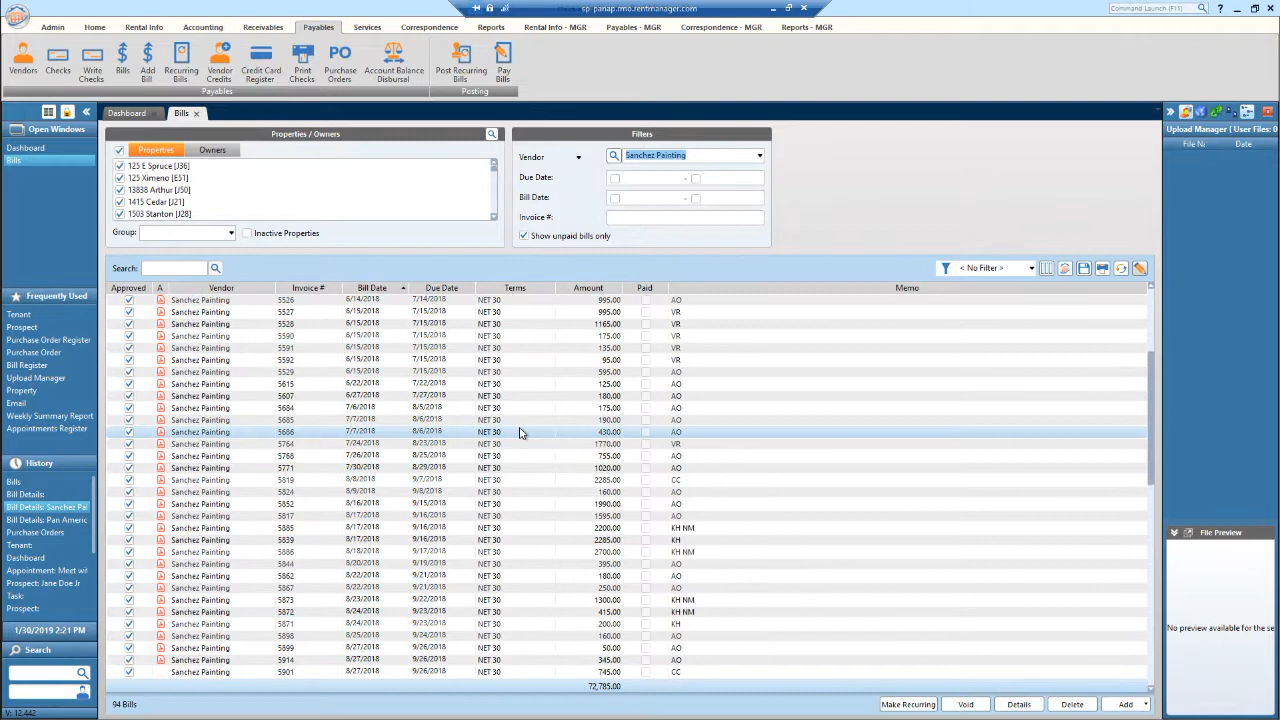 sp-panap.rmo.rentmanager.com
Command Launch (F11)
Admin Home Rental Info Accounting Receivables Payables Services Correspondence Reports Rental Info - MGR Payables - MGR Correspondence - MGR Reports - MGR
Vendors Checks Write Checks Bills Add Bill Recurring Bills Vendor Credits Credit Card Register Print Checks PO Purchase Orders Account Balance Disbursal Post Recurring Bills Pay Bills
Payables Posting
Open Windows
Dashboard
Bills
Dashboard Bills
Properties / Owners
Properties Owners
125 E Spruce [J36]
125 Ximeno [E51]
13838 Arthur [J50]
1415 Cedar [J21]
1503 Stanton [J28]
Group: Inactive Properties
Filters
Vendor Sanchez Painting
Due Date: -
Bill Date: -
Invoice #:
Show unpaid bills only
Upload Manager ( User Files: 0
File N Date
Search: < No Filter >
Approved A Vendor Invoice # Bill Date Due Date Terms Amount Paid Memo
Sanchez Painting 5526 6/14/2018 7/14/2018 NET 30 995.00 AO
Sanchez Painting 5527 6/15/2018 7/15/2018 NET 30 995.00 VR
Sanchez Painting 5528 6/15/2018 7/15/2018 NET 30 1165.00 VR
Sanchez Painting 5590 6/15/2018 7/15/2018 NET 30 175.00 VR
Sanchez Painting 5591 6/15/2018 7/15/2018 NET 30 135.00 VR
Sanchez Painting 5592 6/15/2018 7/15/2018 NET 30 95.00 VR
Sanchez Painting 5529 6/15/2018 7/15/2018 NET 30 595.00 AO
Sanchez Painting 5615 6/22/2018 7/22/2018 NET 30 125.00 AO
Sanchez Painting 5607 6/27/2018 7/27/2018 NET 30 180.00 AO
Sanchez Painting 5684 7/6/2018 8/5/2018 NET 30 175.00 AO
Sanchez Painting 5685 7/7/2018 8/6/2018 NET 30 190.00 AO
Sanchez Painting 5686 7/7/2018 8/6/2018 NET 30 430.00 AO
Sanchez Painting 5764 7/24/2018 8/23/2018 NET 30 1770.00 VR
Sanchez Painting 5768 7/26/2018 8/25/2018 NET 30 755.00 AO
Sanchez Painting 5771 7/30/2018 8/29/2018 NET 30 1020.00 AO
Sanchez Painting 5819 8/8/2018 9/7/2018 NET 30 2285.00 CC
Sanchez Painting 5824 8/9/2018 9/8/2018 NET 30 160.00 AO
Sanchez Painting 5852 8/16/2018 9/15/2018 NET 30 1990.00 AO
Sanchez Painting 5817 8/17/2018 9/16/2018 NET 30 1595.00 AO
Sanchez Painting 5885 8/17/2018 9/16/2018 NET 30 2200.00 KH NM
Sanchez Painting 5839 8/17/2018 9/16/2018 NET 30 2285.00 KH
Sanchez Painting 5886 8/18/2018 9/17/2018 NET 30 2700.00 KH NM
Sanchez Painting 5844 8/20/2018 9/19/2018 NET 30 395.00 AO
Sanchez Painting 5862 8/22/2018 9/21/2018 NET 30 180.00 AO
Sanchez Painting 5867 8/22/2018 9/21/2018 NET 30 250.00 AO
Sanchez Painting 5873 8/23/2018 9/22/2018 NET 30 1300.00 KH NM
Sanchez Painting 5872 8/24/2018 9/23/2018 NET 30 415.00 KH NM
Sanchez Painting 5871 8/24/2018 9/23/2018 NET 30 200.00 KH
Sanchez Painting 5898 8/25/2018 9/24/2018 NET 30 160.00 AO
Sanchez Painting 5899 8/27/2018 9/26/2018 NET 30 50.00 AO
Sanchez Painting 5914 8/27/2018 9/26/2018 NET 30 345.00 AO
Sanchez Painting 5901 8/27/2018 9/26/2018 NET 30 745.00 CC
72,785.00
94 Bills Make Recurring Void Details Delete Add
Frequently Used
Tenant
Prospect
Purchase Order Register
Purchase Order
Bill Register
Upload Manager
Property
Email
Weekly Summary Report
Appointments Register
History
Bills
Bill Details:
Bill Details: Sanchez Pai
Bill Details: Pan Americ
Purchase Orders
Tenant:
Dashboard
Appointment: Meet wi
Prospect: Jane Doe Jr
Task:
Prospect:
1/30/2019 2:21 PM
Search
V: 12.442
File Preview
No preview available for the se